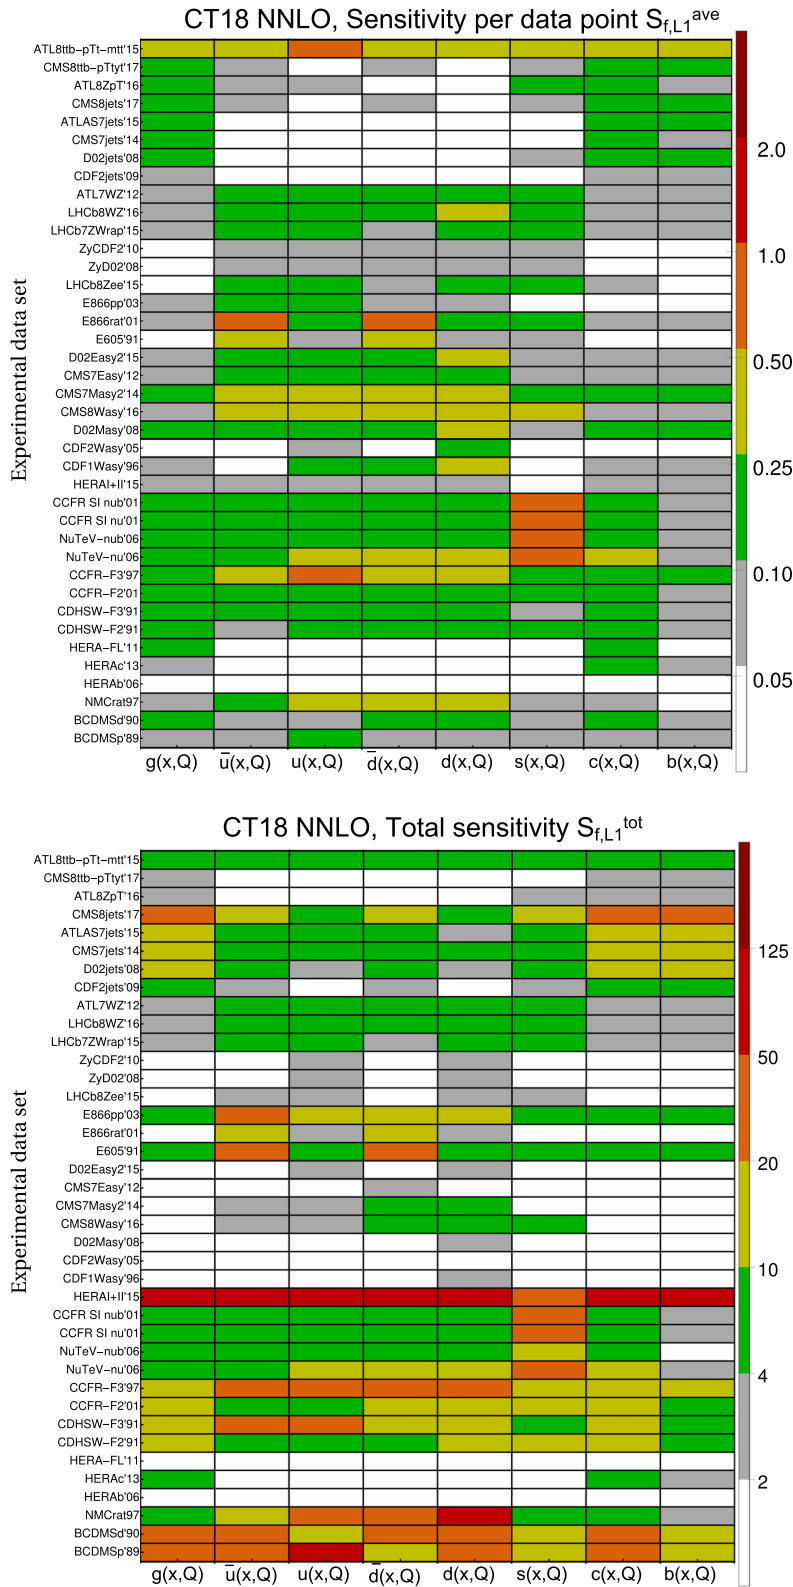 CT18 NNLO, Sensitivity per data point S_{f,L1}^{ave}
Experimental data set
ATL8ttb−pTt−mtt'15
CMS8ttb−pTtyt'17
ATL8ZpT'16
CMS8jets'17
ATLAS7jets'15
CMS7jets'14
D02jets'08
CDF2jets'09
ATL7WZ'12
LHCb8WZ'16
LHCb7ZWrap'15
ZyCDF2'10
ZyD02'08
LHCb8Zee'15
E866pp'03
E866rat'01
E605'91
D02Easy2'15
CMS7Easy'12
CMS7Masy2'14
CMS8Wasy'16
D02Masy'08
CDF2Wasy'05
CDF1Wasy'96
HERAI+II'15
CCFR SI nub'01
CCFR SI nu'01
NuTeV−nub'06
NuTeV−nu'06
CCFR−F3'97
CCFR−F2'01
CDHSW−F3'91
CDHSW−F2'91
HERA−FL'11
HERAc'13
HERAb'06
NMCrat97
BCDMSd'90
BCDMSp'89
g(x,Q) ū(x,Q) u(x,Q) d̄(x,Q) d(x,Q) s(x,Q) c(x,Q) b(x,Q)
2.0
1.0
0.50
0.25
0.10
0.05
CT18 NNLO, Total sensitivity S_{f,L1}^{tot}
Experimental data set
ATL8ttb−pTt−mtt'15
CMS8ttb−pTtyt'17
ATL8ZpT'16
CMS8jets'17
ATLAS7jets'15
CMS7jets'14
D02jets'08
CDF2jets'09
ATL7WZ'12
LHCb8WZ'16
LHCb7ZWrap'15
ZyCDF2'10
ZyD02'08
LHCb8Zee'15
E866pp'03
E866rat'01
E605'91
D02Easy2'15
CMS7Easy'12
CMS7Masy2'14
CMS8Wasy'16
D02Masy'08
CDF2Wasy'05
CDF1Wasy'96
HERAI+II'15
CCFR SI nub'01
CCFR SI nu'01
NuTeV−nub'06
NuTeV−nu'06
CCFR−F3'97
CCFR−F2'01
CDHSW−F3'91
CDHSW−F2'91
HERA−FL'11
HERAc'13
HERAb'06
NMCrat97
BCDMSd'90
BCDMSp'89
g(x,Q) ū(x,Q) u(x,Q) d̄(x,Q) d(x,Q) s(x,Q) c(x,Q) b(x,Q)
125
50
20
10
4
2